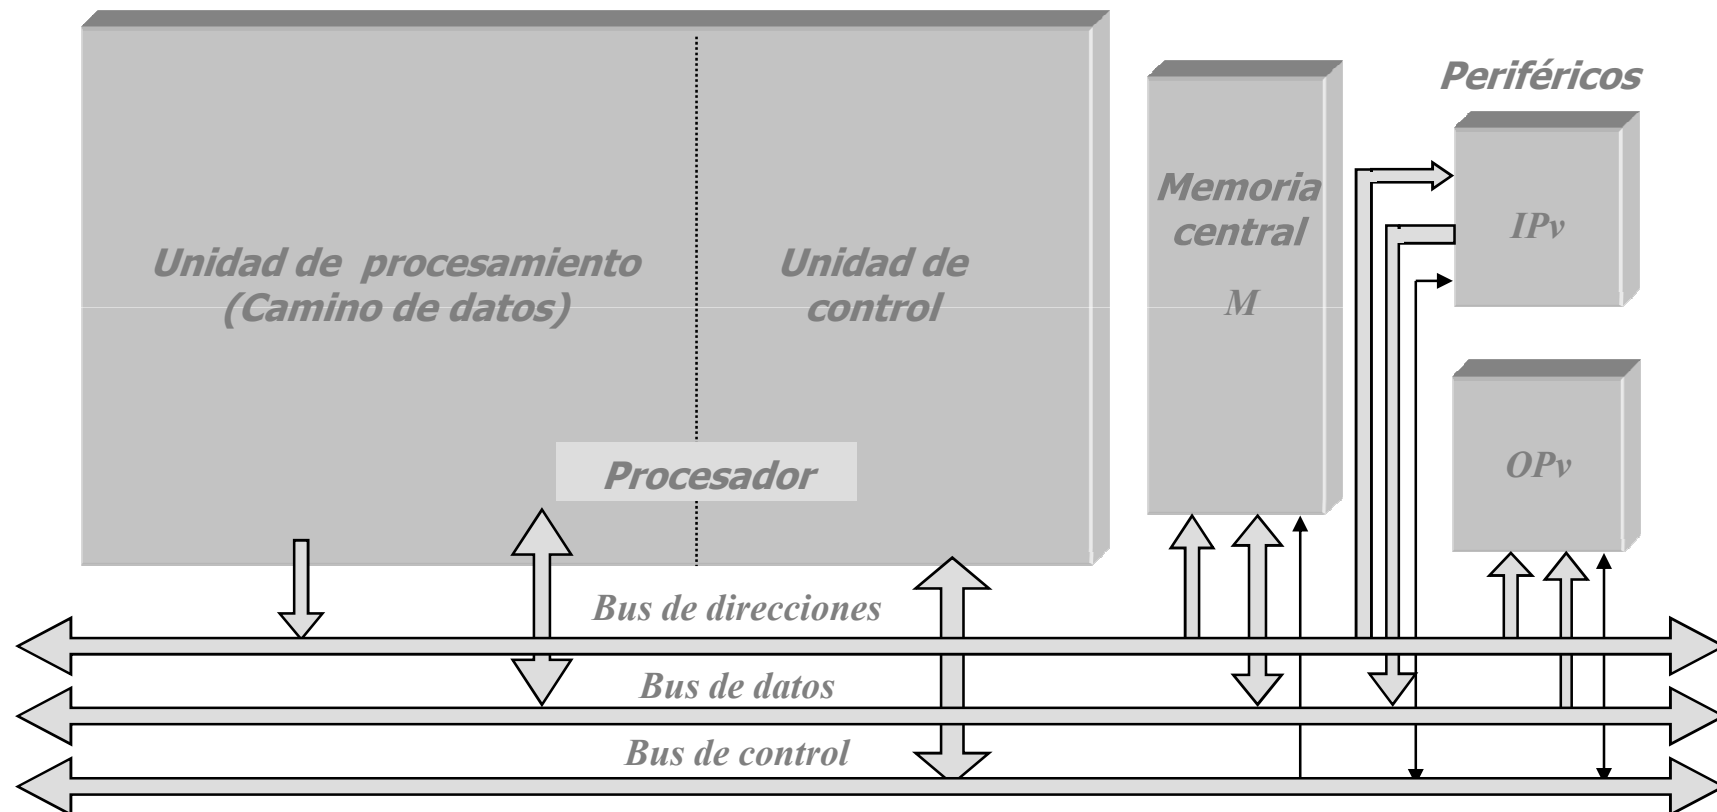 Unidad de procesamiento
(Camino de datos)
Unidad de
control
Procesador
Memoria
central
M
Periféricos
IPv
OPv
Bus de direcciones
Bus de datos
Bus de control